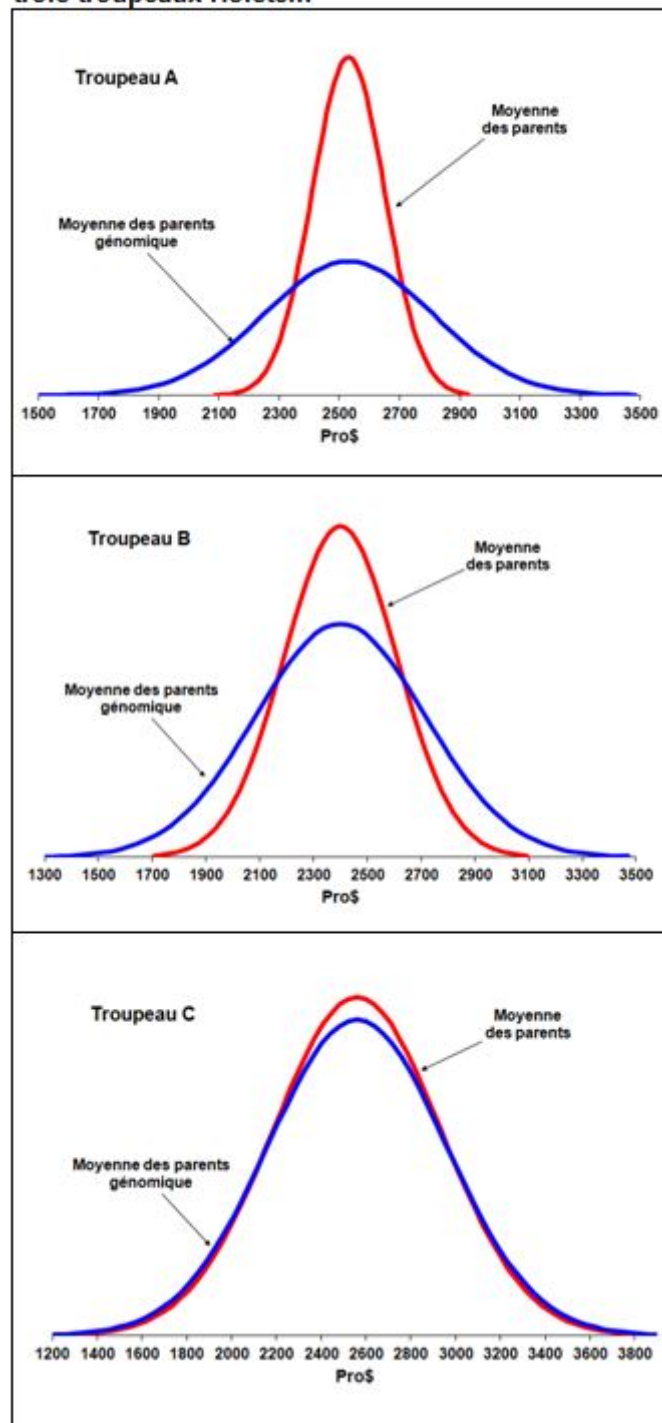 Troupeau A
Moyenne
des parents
Moyenne des parents
génomique
1500 1700 1900 2100 2300 2500 2700 2900 3100 3300 3500
Pro$
Troupeau B
Moyenne
des parents
Moyenne des parents
génomique
1300 1500 1700 1900 2100 2300 2500 2700 2900 3100 3300 3500
Pro$
Troupeau C
Moyenne
des parents
Moyenne des parents
génomique
1200 1400 1600 1800 2000 2200 2400 2600 2800 3000 3200 3400 3600 3800
Pro$